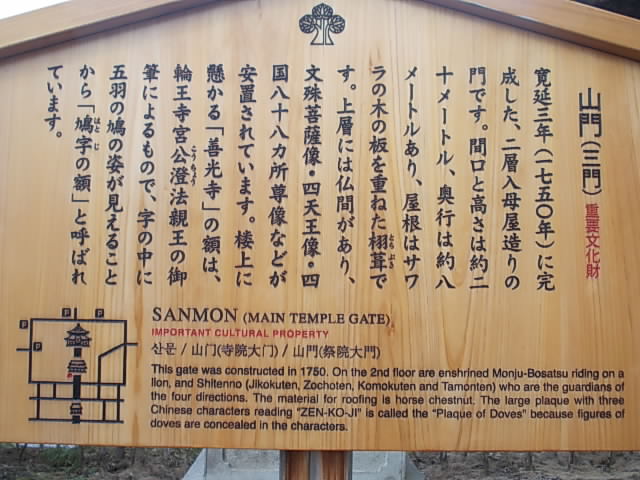 山門（三門） 重要文化財
寛延三年（一七五〇年）に完
成した、二層入母屋造りの
門です。間口と高さは約二
十メートル、奥行は約八
メートルあり、屋根はサワ
ラの木の板を重ねた栩葺で
す。上層には仏間があり、
文殊菩薩像・四天王像・四
国八十八カ所尊像などが
安置されています。楼上に
懸かる「善光寺」の額は、
輪王寺宮公澄法親王の御
筆によるもので、字の中に
五羽の鳩の姿が見えること
から「鳩字の額」と呼ばれ
ています。
とちぶき
こうちょう
はとじ
SANMON (MAIN TEMPLE GATE)
IMPORTANT CULTURAL PROPERTY
산문 / 山门(寺院大门) / 山門(祭院大門)
This gate was constructed in 1750. On the 2nd floor are enshrined Monju-Bosatsu riding on a
lion, and Shitenno (Jikokuten, Zochoten, Komokuten and Tamonten) who are the guardians of
the four directions. The material for roofing is horse chestnut. The large plaque with three
Chinese characters reading "ZEN-KO-JI" is called the "Plaque of Doves" because figures of
doves are concealed in the characters.
P
P
P